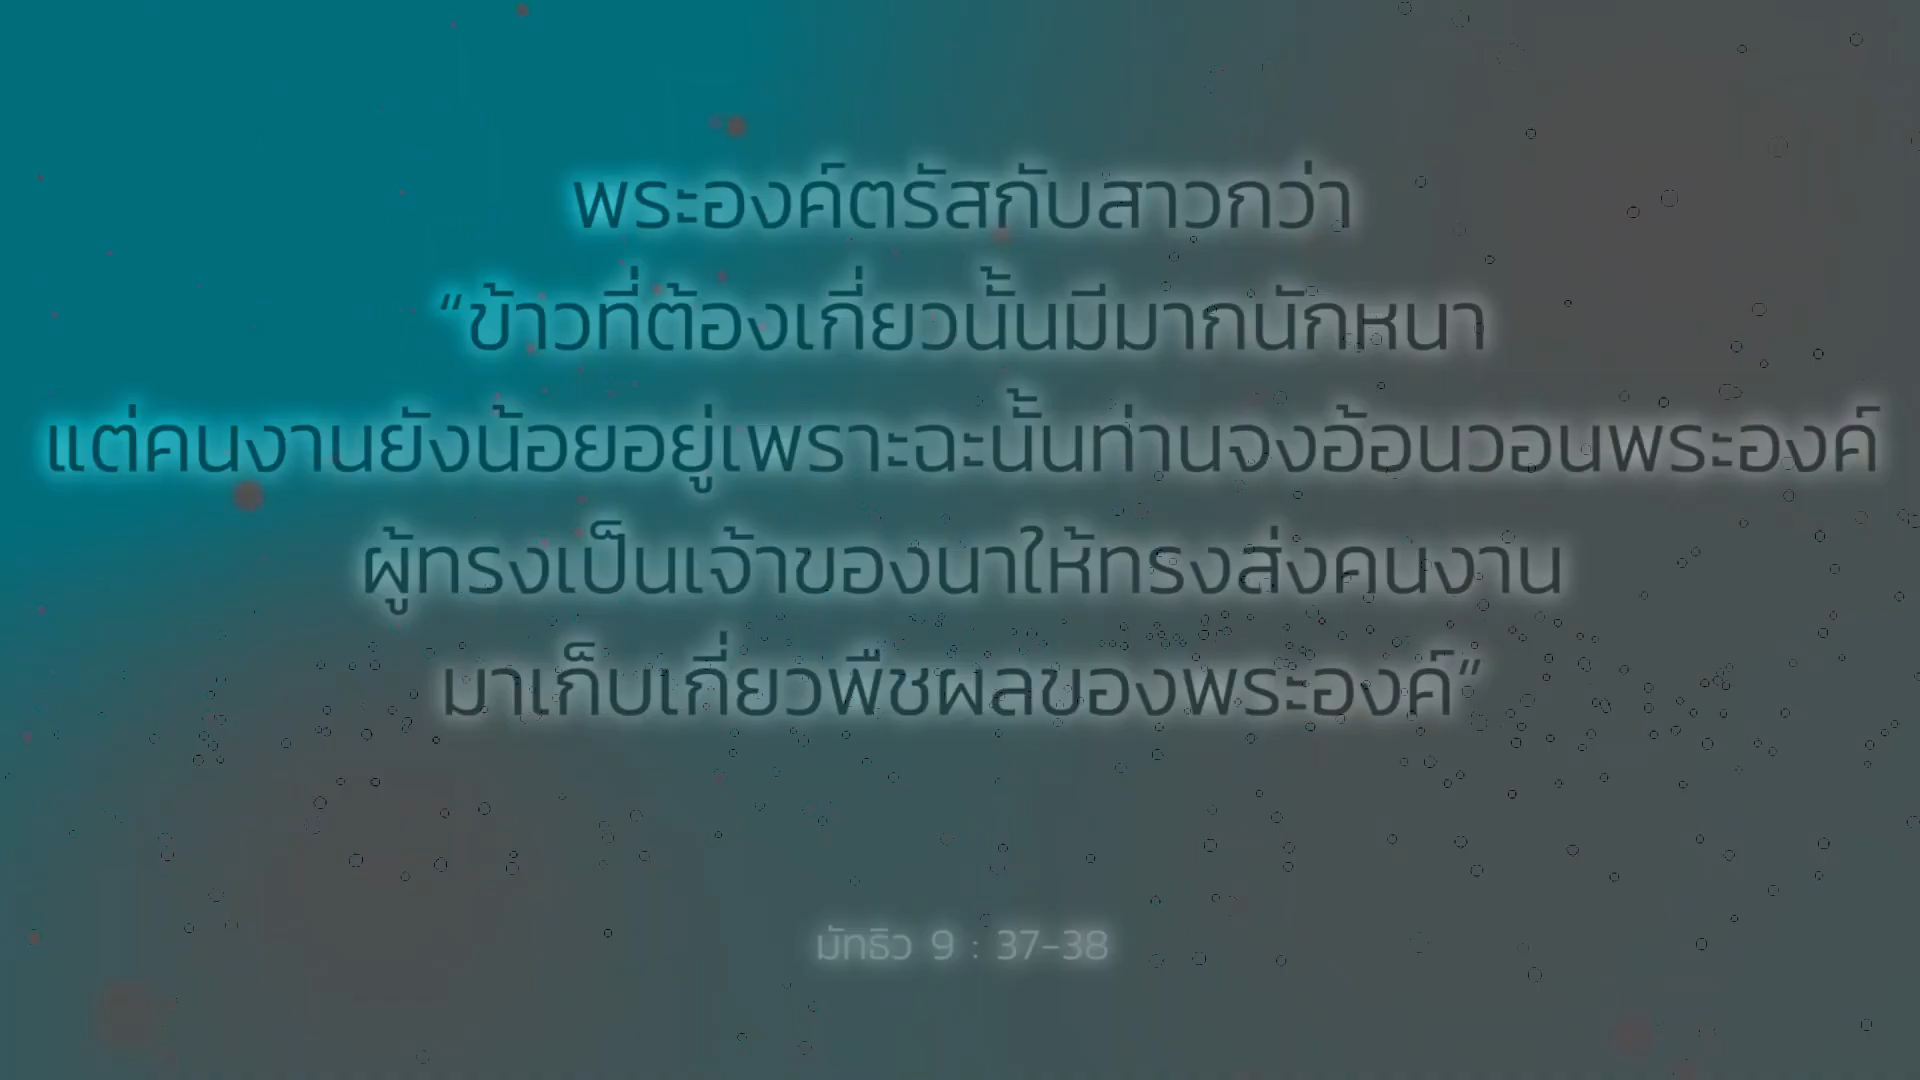 พระองค์ตรัสกับสาวกว่า
“ข้าวที่ต้องเกี่ยวนั้นมีมากนักหนา
แต่คนงานยังน้อยอยู่เพราะฉะนั้นท่านจงอ้อนวอนพระองค์
ผู้ทรงเป็นเจ้าของนาให้ทรงส่งคนงาน
มาเก็บเกี่ยวพืชผลของพระองค์”
มัทธิว 9 : 37-38